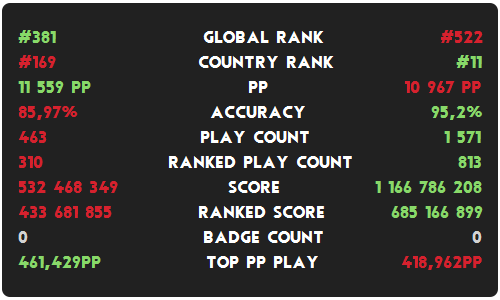 #381 GLOBAL RANK #522
#169 COUNTRY RANK #11
11 559 PP PP 10 967 PP
85,97% ACCURACY 95,2%
463 PLAY COUNT 1 571
310 RANKED PLAY COUNT 813
532 468 349 SCORE 1 166 786 208
433 681 855 RANKED SCORE 685 166 899
0 BADGE COUNT 0
461,429PP TOP PP PLAY 418,962PP